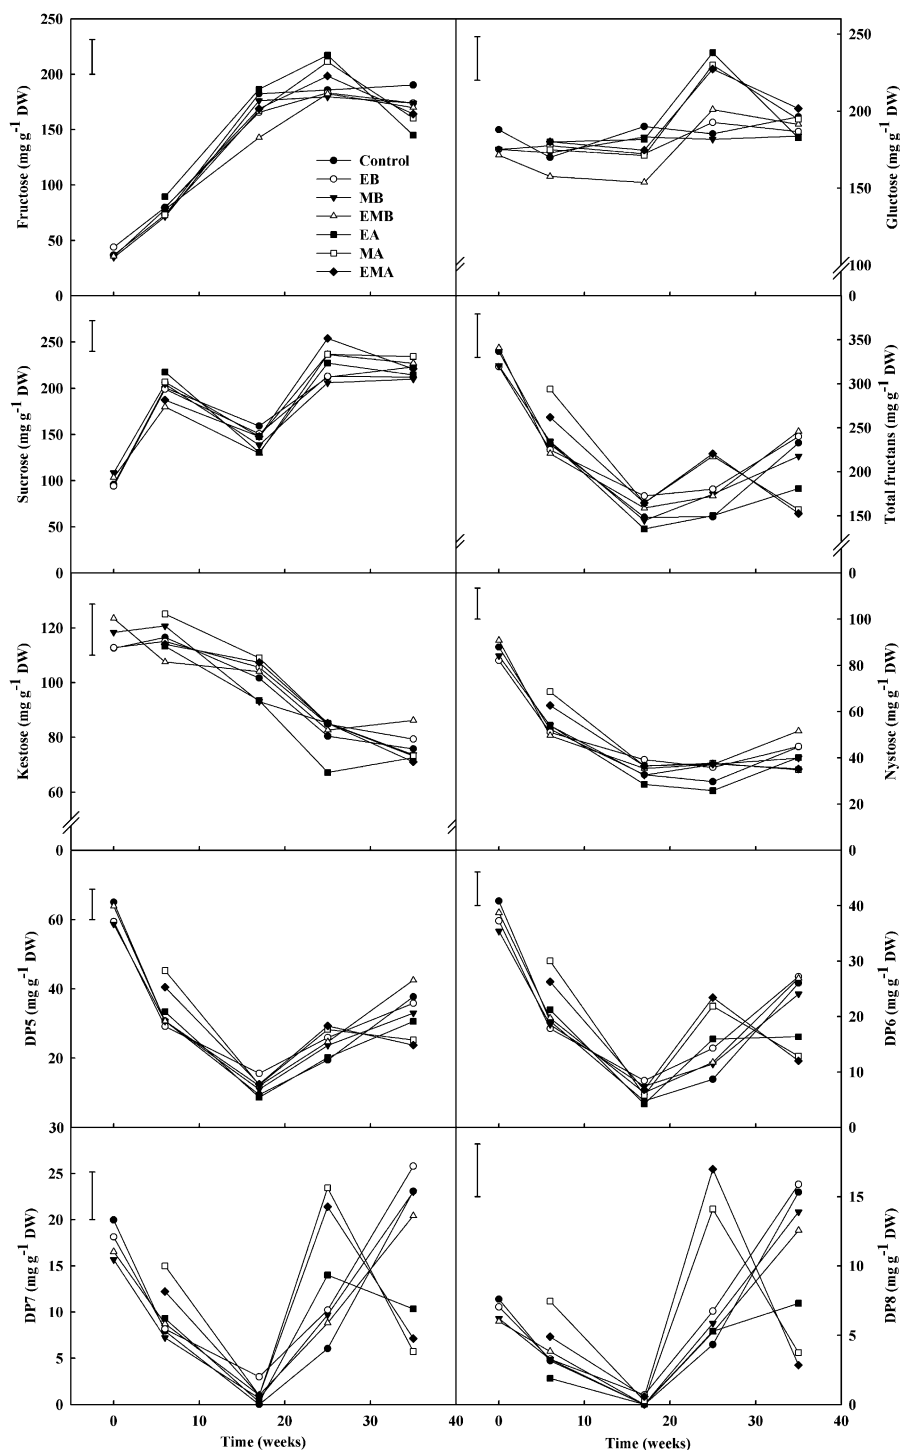 250
200
150
100
50
0
Fructose (mg g-1 DW)
Control
EB
MB
EMB
EA
MA
EMA
250
200
150
100
0
Gluctose (mg g-1 DW)
250
200
150
100
50
0
Sucrose (mg g-1 DW)
350
300
250
200
150
0
Total fructans (mg g-1 DW)
120
100
80
60
0
Kestose (mg g-1 DW)
100
80
60
40
20
Nystose (mg g-1 DW)
60
40
20
30
DP5 (mg g-1 DW)
40
30
20
10
0
DP6 (mg g-1 DW)
25
20
15
10
5
0
DP7 (mg g-1 DW)
15
10
5
0
DP8 (mg g-1 DW)
0 10 20 30 40
0 10 20 30 40
Time (weeks)
Time (weeks)